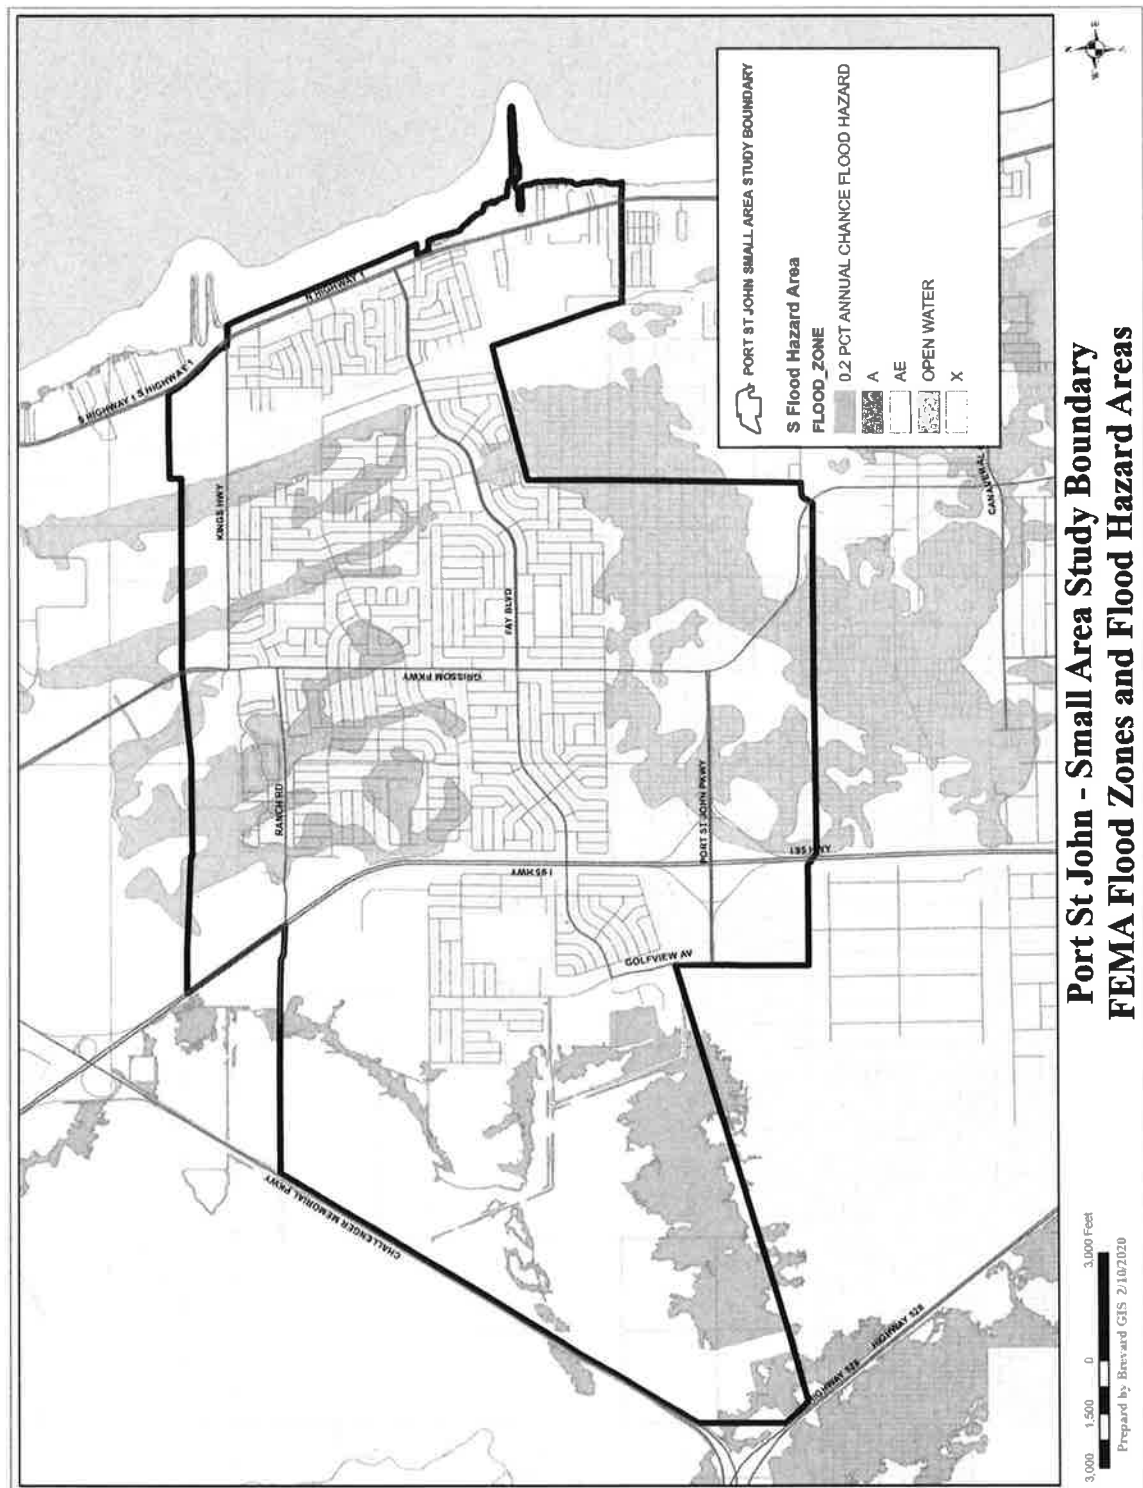 Port St John - Small Area Study Boundary
FEMA Flood Zones and Flood Hazard Areas
PORT ST JOHN SMALL AREA STUDY BOUNDARY
S Flood Hazard Area
FLOOD_ZONE
0.2 PCT ANNUAL CHANCE FLOOD HAZARD
A
AE
OPEN WATER
X
S HIGHWAY 1
S HIGHWAY 1
N HIGHWAY 1
KINGS HWY
FAY BLVD
GRISSOM PKWY
RANCH RD
PORT ST JOHN PKWY
I 95 HWY
I 95 HWY
GOLFVIEW AV
CHALLENGER MEMORIAL PKWY
HIGHWAY 528
HIGHWAY 528
CANAVERAL
N
E
S
W
3,000 1,500 0 3,000 Feet
Prepard by Brevard GIS 2/10/2020